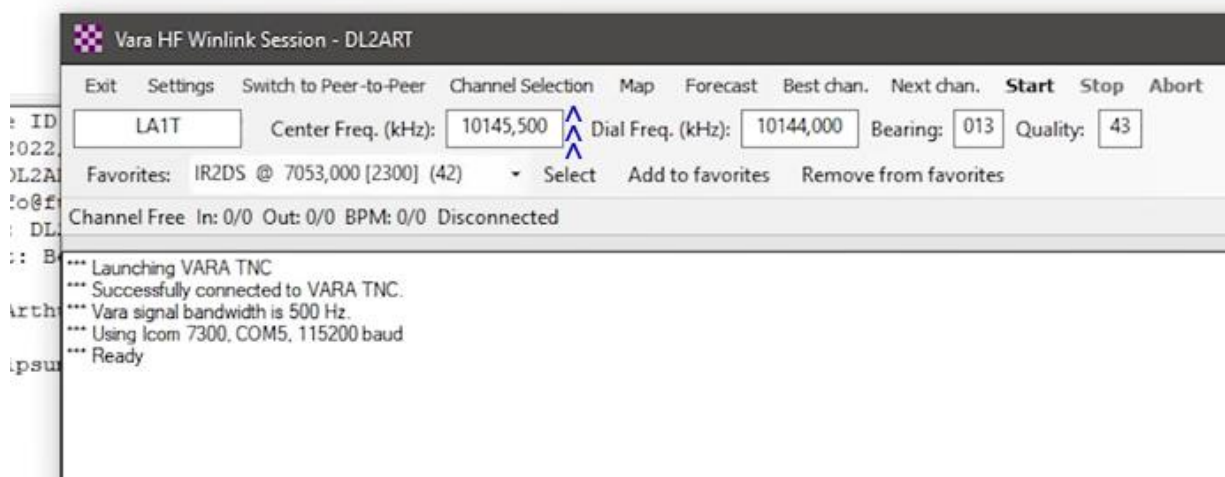 Vara HF Winlink Session - DL2ART
Exit Settings Switch to Peer-to-Peer Channel Selection Map Forecast Best chan. Next chan. Start Stop Abort
LA1T Center Freq. (kHz): 10145,500 Dial Freq. (kHz): 10144,000 Bearing: 013 Quality: 43
Favorites: IR2DS @ 7053,000 [2300] (42) Select Add to favorites Remove from favorites
Channel Free In: 0/0 Out: 0/0 BPM: 0/0 Disconnected
*** Launching VARA TNC
*** Successfully connected to VARA TNC.
*** Vara signal bandwidth is 500 Hz.
*** Using Icom 7300, COM5, 115200 baud
*** Ready
ID
2022,